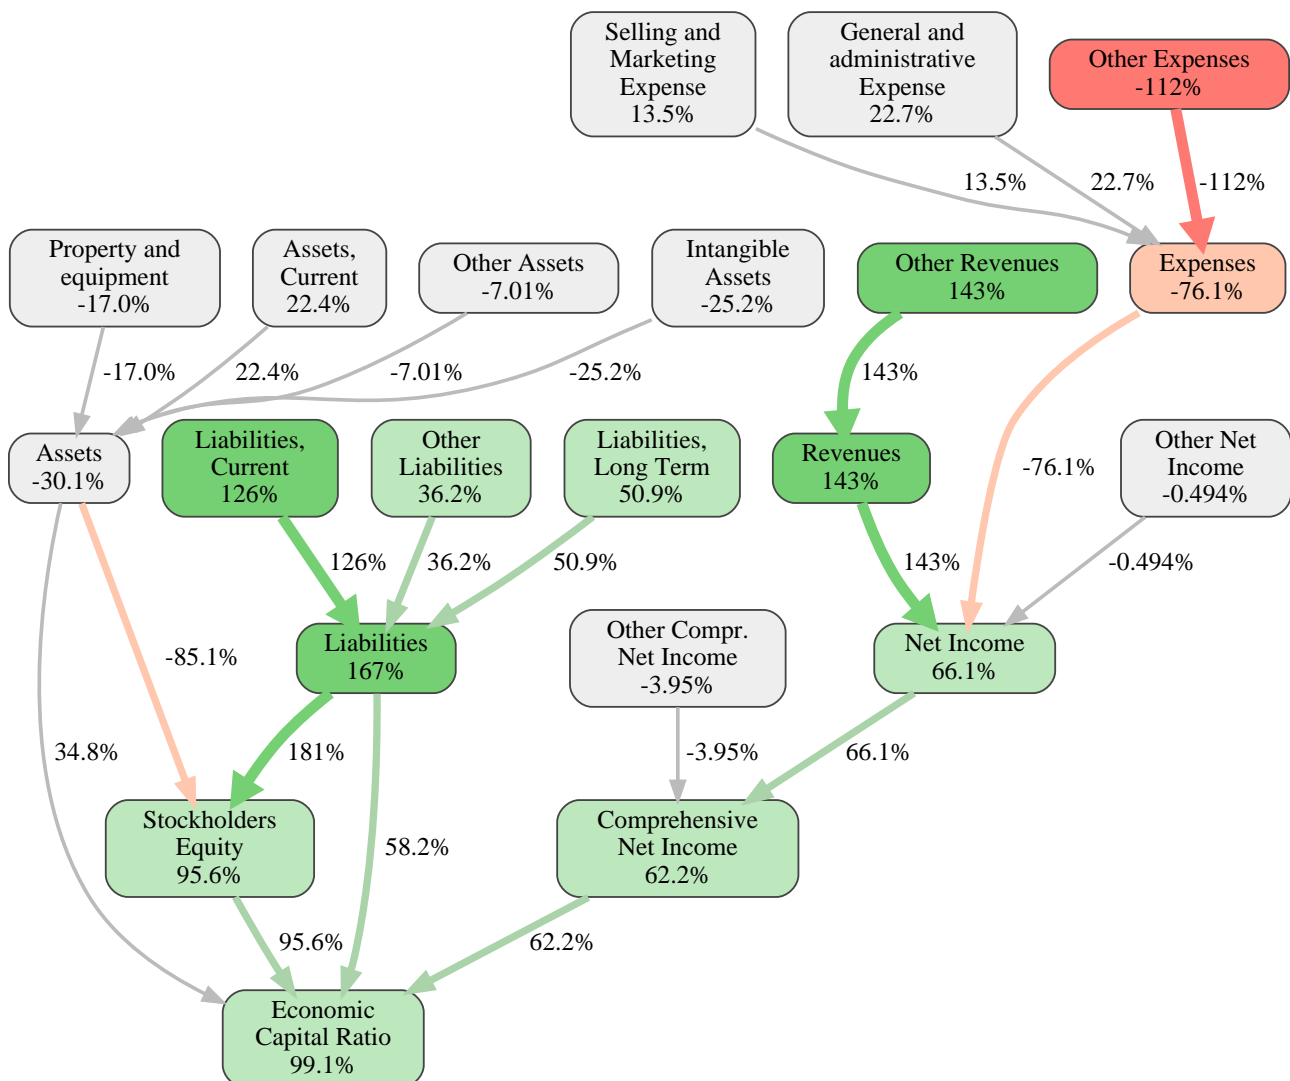 Selling and
Marketing
Expense
13.5%
General and
administrative
Expense
22.7%
Other Expenses
-112%
13.5%
22.7%
-112%
Property and
equipment
-17.0%
Assets,
Current
22.4%
Other Assets
-7.01%
Intangible
Assets
-25.2%
Other Revenues
143%
Expenses
-76.1%
-17.0%
22.4%
-7.01%
-25.2%
143%
Assets
-30.1%
Liabilities,
Current
126%
Other
Liabilities
36.2%
Liabilities,
Long Term
50.9%
Revenues
143%
-76.1%
Other Net
Income
-0.494%
126%
36.2%
50.9%
143%
-0.494%
-85.1%
Liabilities
167%
Other Compr.
Net Income
-3.95%
Net Income
66.1%
34.8%
181%
-3.95%
66.1%
Stockholders
Equity
95.6%
58.2%
Comprehensive
Net Income
62.2%
95.6%
62.2%
Economic
Capital Ratio
99.1%